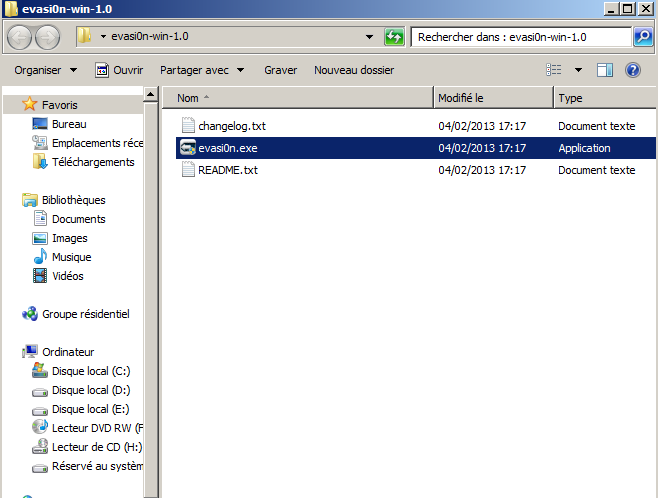 evasi0n-win-1.0
evasi0n-win-1.0
Rechercher dans : evasi0n-win-1.0
Organiser Ouvrir Partager avec Graver Nouveau dossier
Nom Modifié le Type
changelog.txt 04/02/2013 17:17 Document texte
evasi0n.exe 04/02/2013 17:17 Application
README.txt 04/02/2013 17:17 Document texte
Favoris
Bureau
Emplacements réce
Téléchargements
Bibliothèques
Documents
Images
Musique
Vidéos
Groupe résidentiel
Ordinateur
Disque local (C:)
Disque local (D:)
Disque local (E:)
Lecteur DVD RW (F
Lecteur de CD (H:)
Réservé au systèm